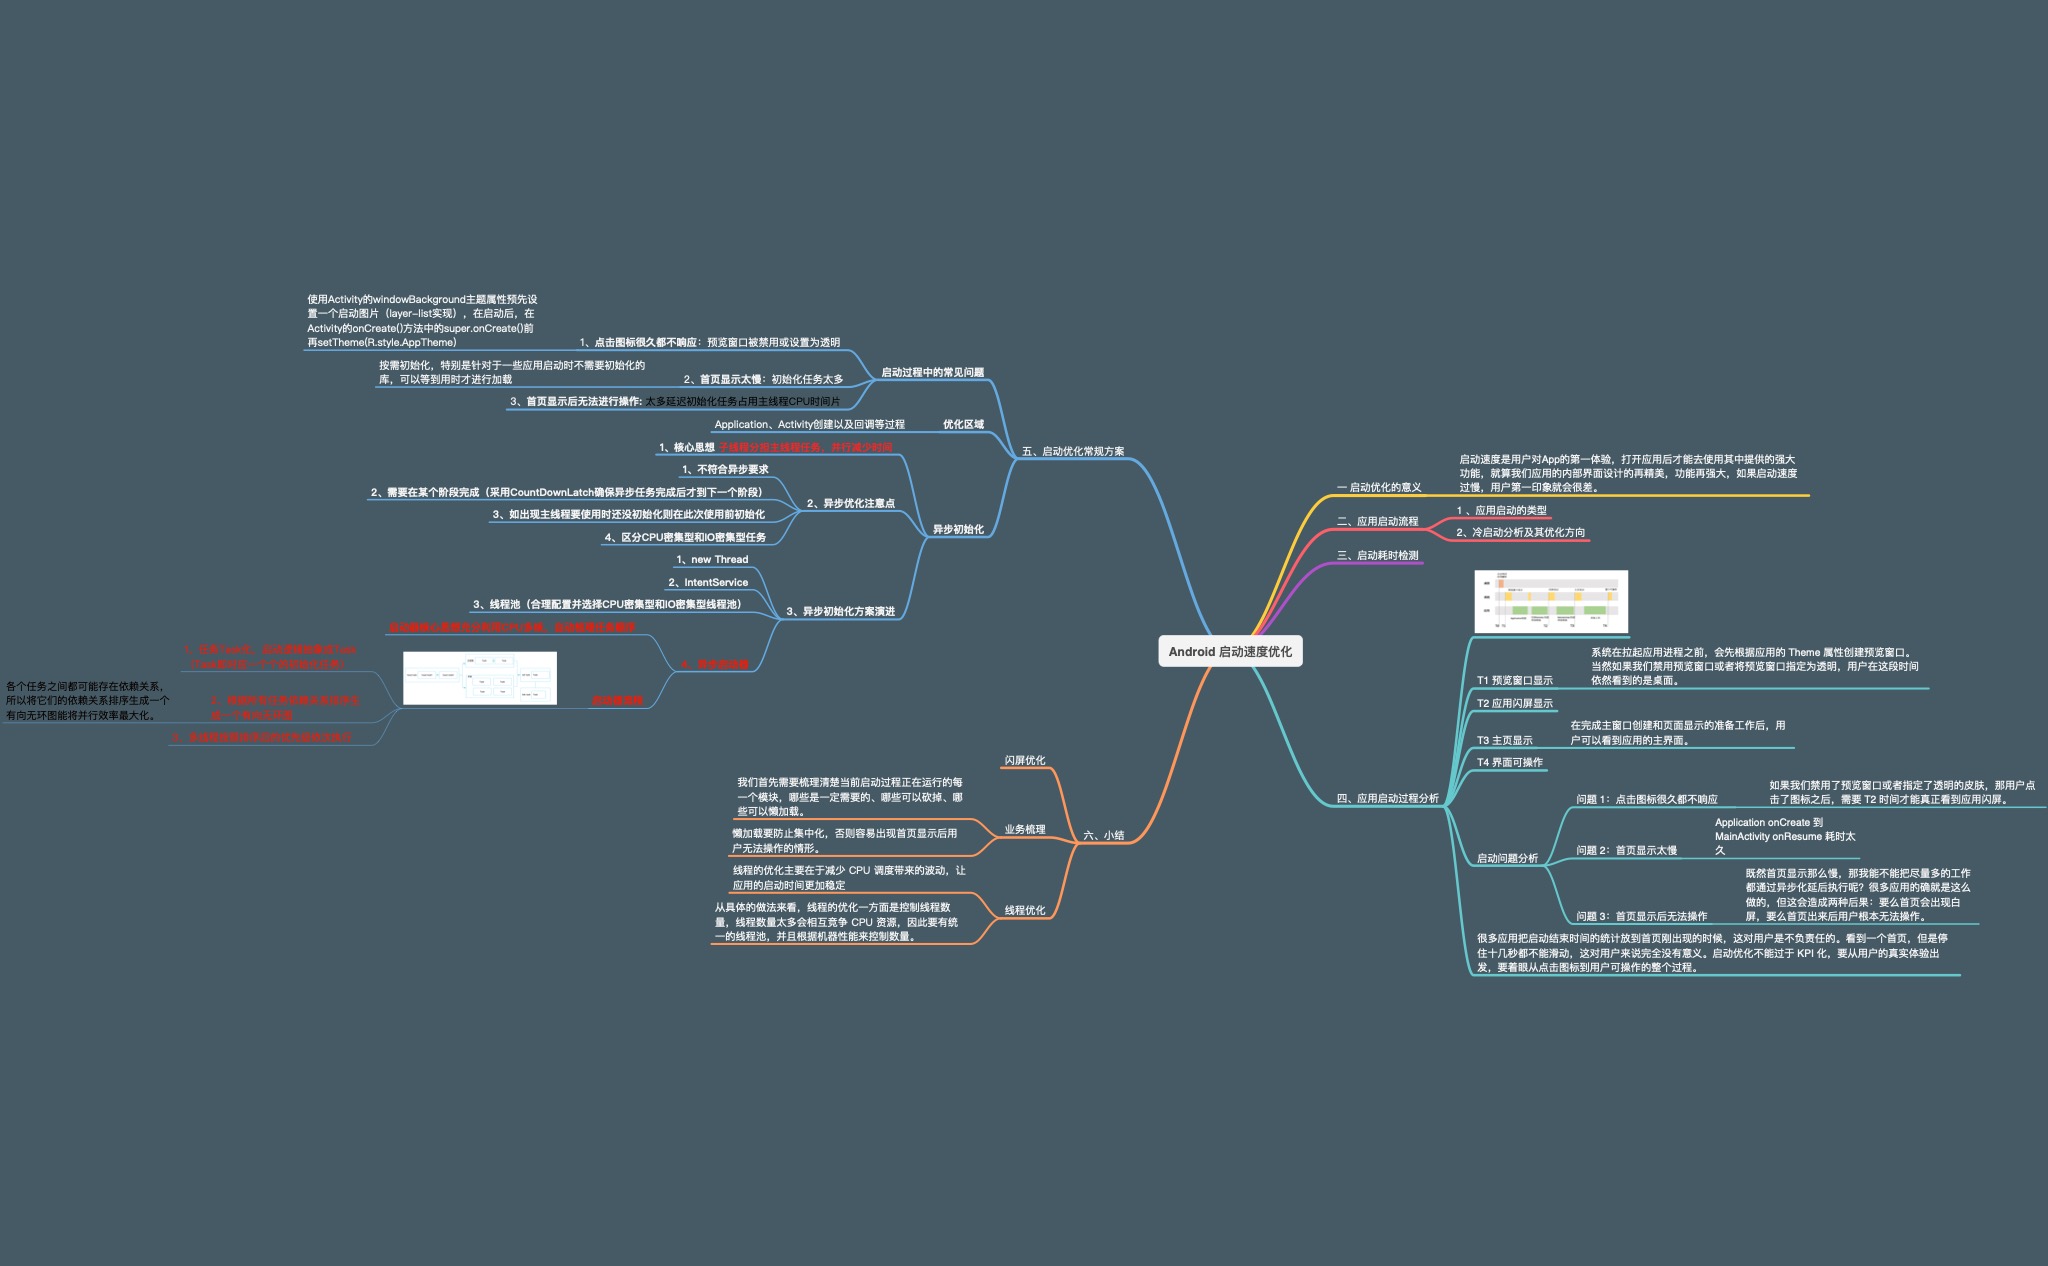 Android 启动速度优化
一 启动优化的意义
启动速度是用户对App的第一体验，打开应用后才能去使用其中提供的强大
功能，就算我们应用的内部界面设计的再精美，功能再强大，如果启动速度
过慢，用户第一印象就会很差。
二、应用启动流程
1 、应用启动的类型
2、冷启动分析及其优化方向
三、启动耗时检测
四、应用启动过程分析
T1 预览窗口显示
系统在拉起应用进程之前，会先根据应用的 Theme 属性创建预览窗口。
当然如果我们禁用预览窗口或者将预览窗口指定为透明，用户在这段时间
依然看到的是桌面。
T2 应用闪屏显示
T3 主页显示
在完成主窗口创建和页面显示的准备工作后，用
户可以看到应用的主界面。
T4 界面可操作
启动问题分析
问题 1：点击图标很久都不响应
如果我们禁用了预览窗口或者指定了透明的皮肤，那用户点
击了图标之后，需要 T2 时间才能真正看到应用闪屏。
问题 2：首页显示太慢
Application onCreate 到
MainActivity onResume 耗时太
久
问题 3：首页显示后无法操作
既然首页显示那么慢，那我能不能把尽量多的工作
都通过异步化延后执行呢？很多应用的确就是这么
做的，但这会造成两种后果：要么首页会出现白
屏，要么首页出来后用户根本无法操作。
很多应用把启动结束时间的统计放到首页刚出现的时候，这对用户是不负责任的。看到一个首页，但是停
住十几秒都不能滑动，这对用户来说完全没有意义。启动优化不能过于 KPI 化，要从用户的真实体验出
发，要着眼从点击图标到用户可操作的整个过程。
五、启动优化常规方案
启动过程中的常见问题
1、点击图标很久都不响应：预览窗口被禁用或设置为透明
使用Activity的windowBackground主题属性预先设
置一个启动图片（layer-list实现），在启动后，在
Activity的onCreate()方法中的super.onCreate()前
再setTheme(R.style.AppTheme)
2、首页显示太慢：初始化任务太多
按需初始化，特别是针对于一些应用启动时不需要初始化的
库，可以等到用时才进行加载
3、首页显示后无法进行操作: 太多延迟初始化任务占用主线程CPU时间片
优化区域
Application、Activity创建以及回调等过程
异步初始化
1、核心思想 子线程分担主线程任务，并行减少时间
2、异步优化注意点
1、不符合异步要求
2、需要在某个阶段完成（采用CountDownLatch确保异步任务完成后才到下一个阶段）
3、如出现主线程要使用时还没初始化则在此次使用前初始化
4、区分CPU密集型和IO密集型任务
3、异步初始化方案演进
1、new Thread
2、IntentService
3、线程池（合理配置并选择CPU密集型和IO密集型线程池）
各个任务之间都可能存在依赖关系，
所以将它们的依赖关系排序生成一个
有向无环图能将并行效率最大化。
六、小结
闪屏优化
业务梳理
我们首先需要梳理清楚当前启动过程正在运行的每
一个模块，哪些是一定需要的、哪些可以砍掉、哪
些可以懒加载。
懒加载要防止集中化，否则容易出现首页显示后用
户无法操作的情形。
线程优化
线程的优化主要在于减少 CPU 调度带来的波动，让
应用的启动时间更加稳定
从具体的做法来看，线程的优化一方面是控制线程数
量，线程数量太多会相互竞争 CPU 资源，因此要有统
一的线程池，并且根据机器性能来控制数量。